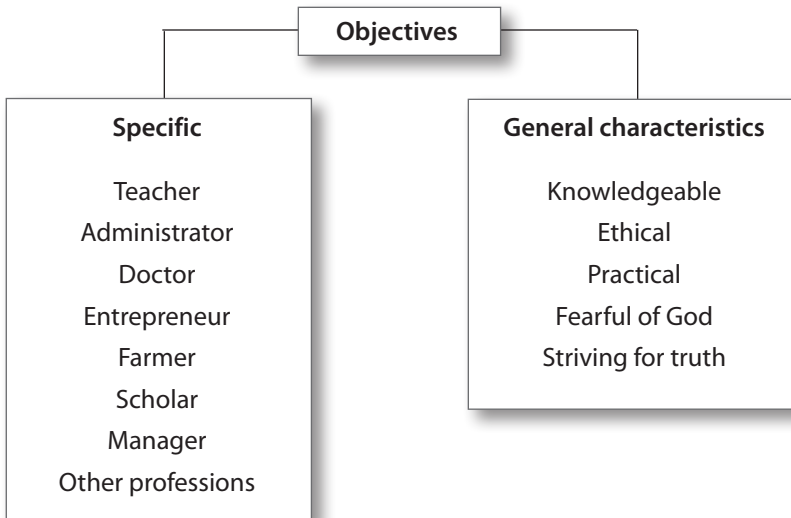 Objectives
Specific
Teacher
Administrator
Doctor
Entrepreneur
Farmer
Scholar
Manager
Other professions
General characteristics
Knowledgeable
Ethical
Practical
Fearful of God
Striving for truth